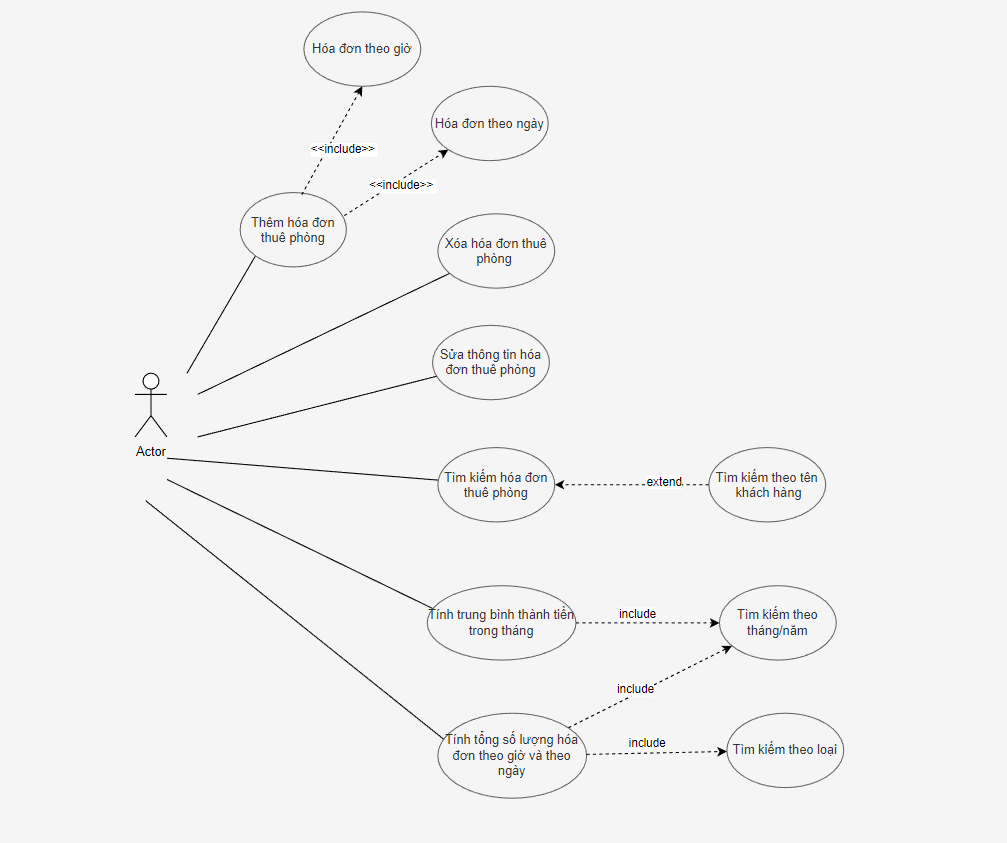 Hóa đơn theo giờ
Hóa đơn theo ngày
<<include>>
<<include>>
Thêm hóa đơn
thuê phòng
Xóa hóa đơn thuê
phòng
Sửa thông tin hóa
đơn thuê phòng
Actor
Tìm kiếm hóa đơn
thuê phòng
extend
Tìm kiếm theo tên
khách hàng
Tính trung bình thành tiền
trong tháng
include
Tìm kiếm theo
tháng/năm
include
Tính tổng số lượng hóa
đơn theo giờ và theo
ngày
include
Tìm kiếm theo loại